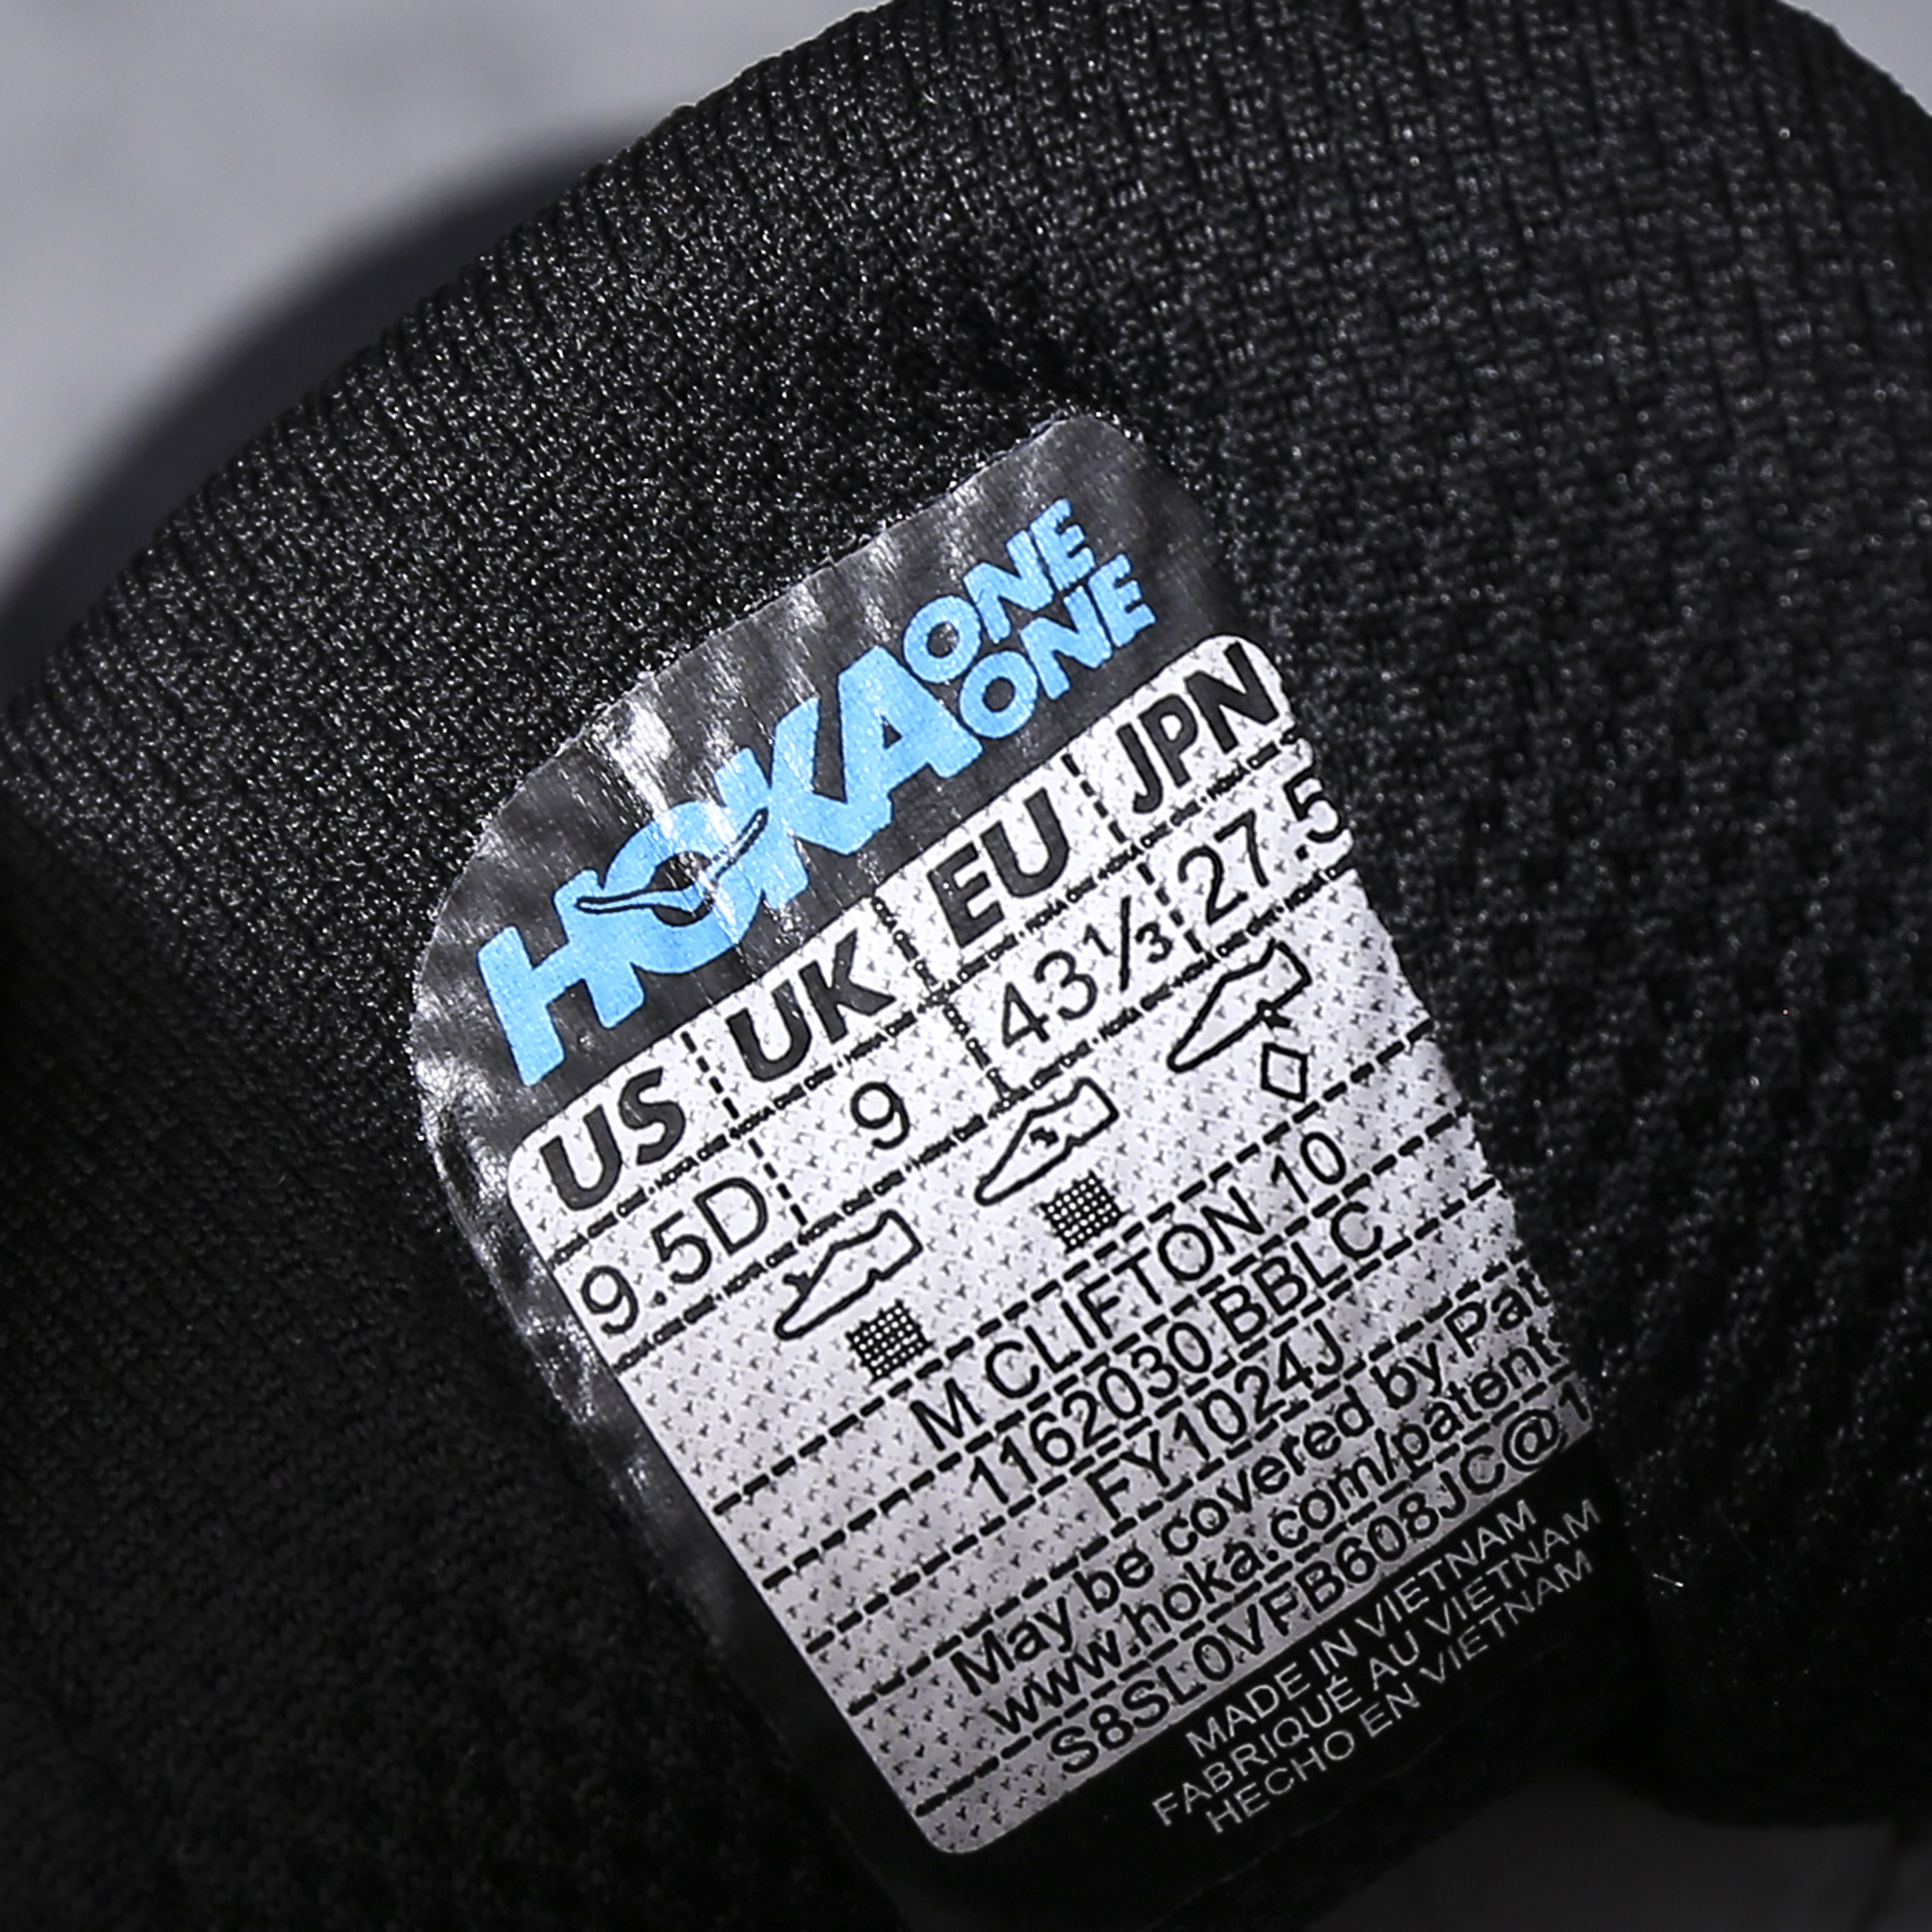 HOKA ONE ONE
US UK EU JPN
9.5D 9 43⅓ 27.5
M CLIFTON 10
1162030 BBLC
FY1024J
May be covered by Pat
www.hoka.com/patent
S8SL0VFB608JC@1
MADE IN VIETNAM
FABRIQUÉ AU VIETNAM
HECHO EN VIETNAM